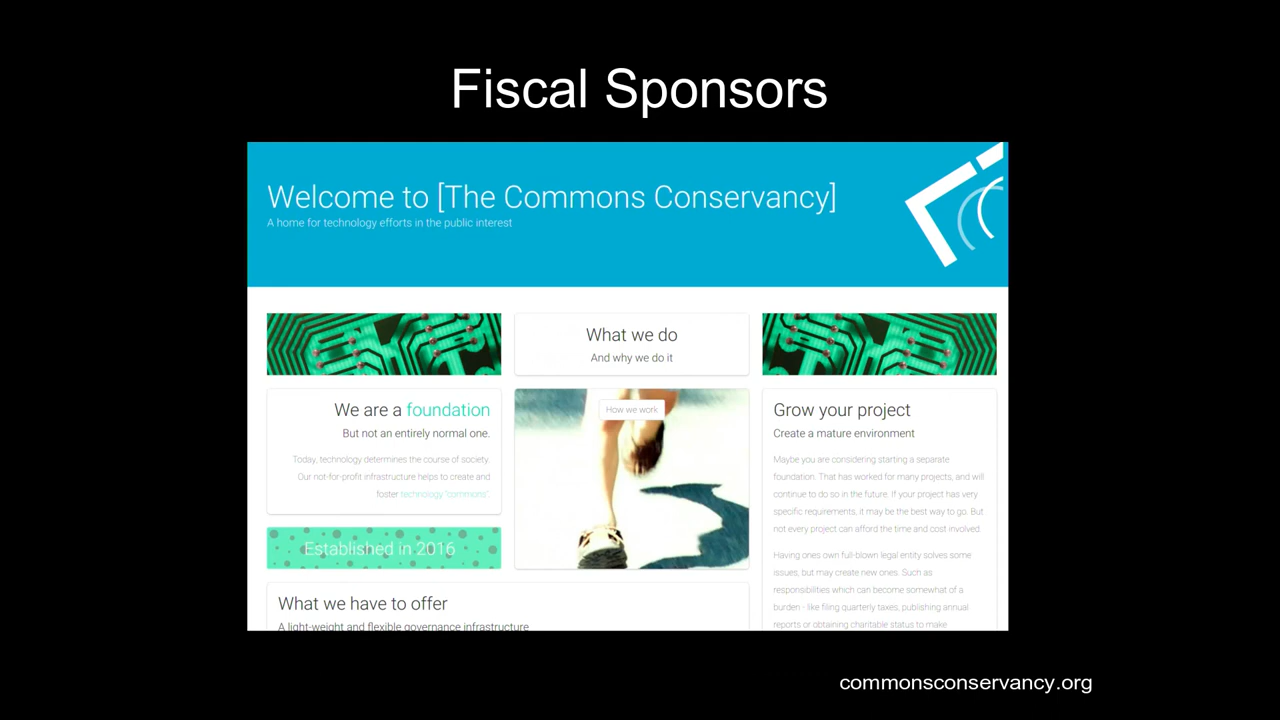 Fiscal Sponsors
Welcome to [The Commons Conservancy]
A home for technology efforts in the public interest
What we do
And why we do it
We are a foundation
But not an entirely normal one.
Today, technology determines the course of society.
Our not-for-profit infrastructure helps to create and
foster technology "commons".
Established in 2016
How we work
Grow your project
Create a mature environment
Maybe you are considering starting a separate
foundation. That has worked for many projects, and will
continue to do so in the future. If your project has very
specific requirements, it may be the best way to go. But
not every project can afford the time and cost involved.
Having ones own full-blown legal entity solves some
issues, but may create new ones. Such as
responsibilities which can become somewhat of a
burden - like filing quarterly taxes, publishing annual
reports or obtaining charitable status to make
What we have to offer
A light-weight and flexible governance infrastructure
commonsconservancy.org